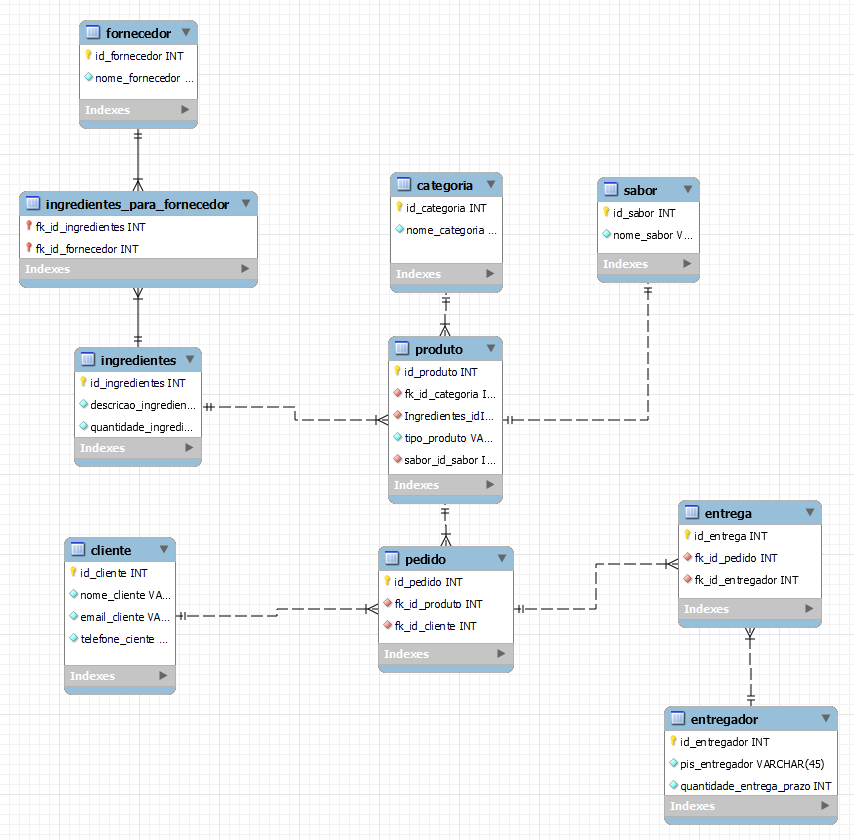 fornecedor
id_fornecedor INT
nome_fornecedor ...
Indexes
ingredientes_para_fornecedor
fk_id_ingredientes INT
fk_id_fornecedor INT
Indexes
categoria
id_categoria INT
nome_categoria ...
Indexes
sabor
id_sabor INT
nome_sabor V...
Indexes
ingredientes
id_ingredientes INT
descricao_ingredien...
quantidade_ingredi...
Indexes
produto
id_produto INT
fk_id_categoria I...
Ingredientes_idI...
tipo_produto VA...
sabor_id_sabor I...
Indexes
cliente
id_cliente INT
nome_cliente VA...
email_cliente VA...
telefone_ciente ...
Indexes
pedido
id_pedido INT
fk_id_produto INT
fk_id_cliente INT
Indexes
entrega
id_entrega INT
fk_id_pedido INT
fk_id_entregador INT
Indexes
entregador
id_entregador INT
pis_entregador VARCHAR(45)
quantidade_entrega_prazo INT
Indexes